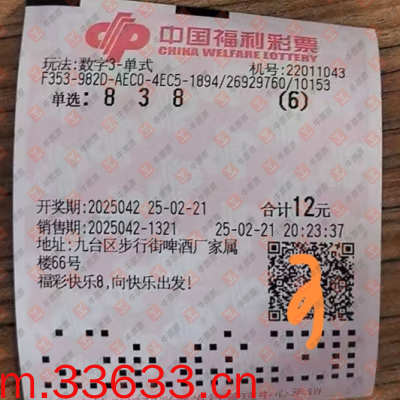 中国福利彩票
CHINA WELFARE LOTTERY
玩法:数字3-单式 机号:22011043
F353-982D-AEC0-4EC5-1894/26929760/10153
单选: 8 3 8 (6)
开奖期:2025042 25-02-21 合计12元
销售期:2025042-1321 25-02-21 20:23:37
地址:九台区步行街啤酒厂家属
楼66号
福彩快乐8,向快乐出发!
m.33633.cn